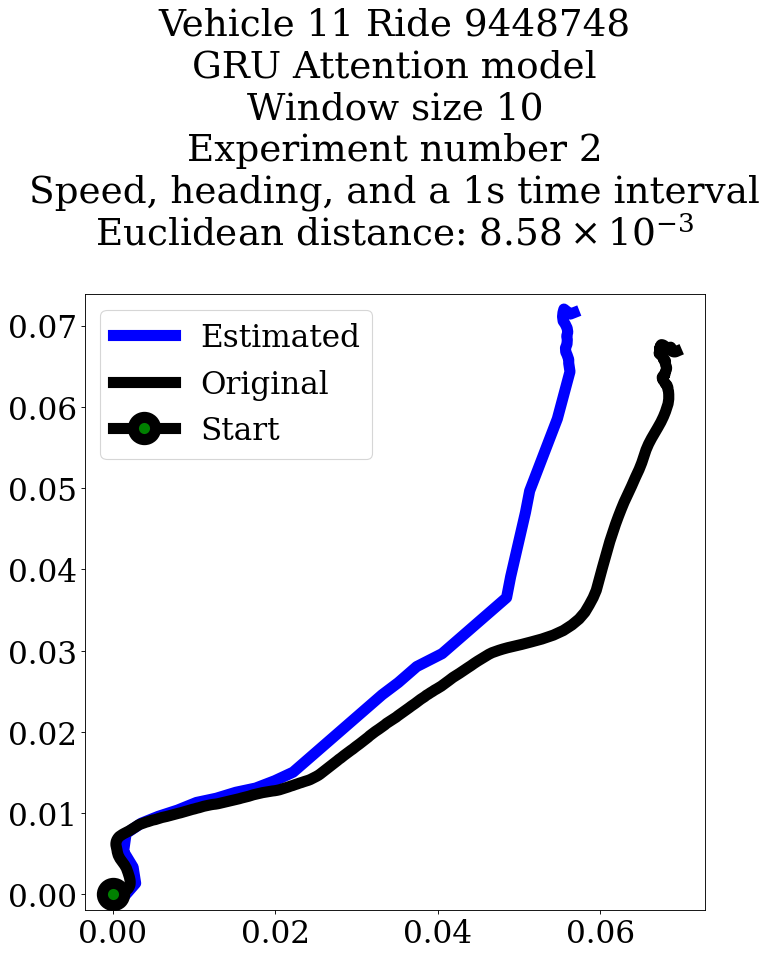 Vehicle 11 Ride 9448748
GRU Attention model
Window size 10
Experiment number 2
Speed, heading, and a 1s time interval
Euclidean distance: 8.58 × 10⁻³
Estimated
Original
Start
0.07
0.06
0.05
0.04
0.03
0.02
0.01
0.00
0.00 0.02 0.04 0.06